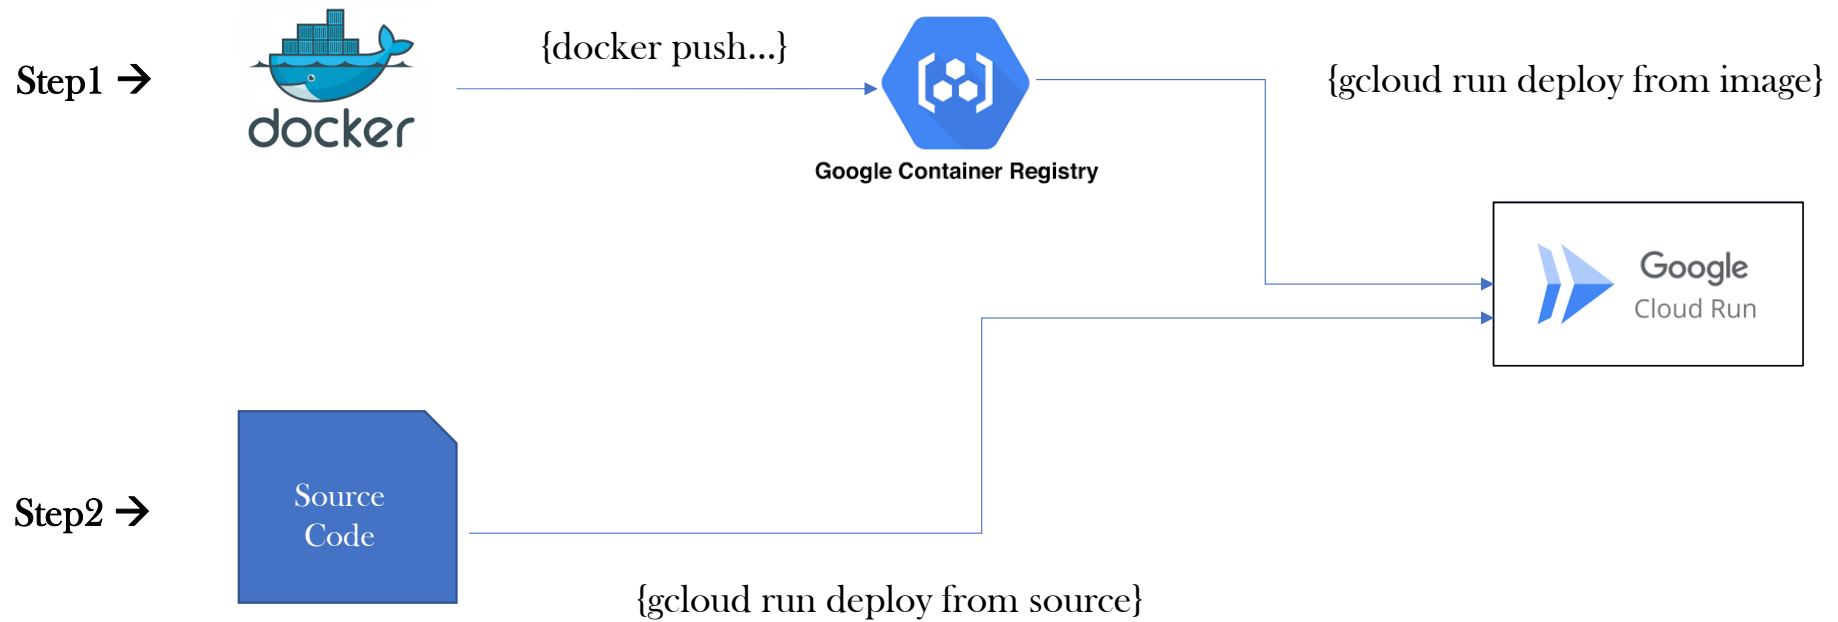 Step1 →
docker
{docker push...}
Google Container Registry
{gcloud run deploy from image}
Google
Cloud Run
Step2 →
Source
Code
{gcloud run deploy from source}